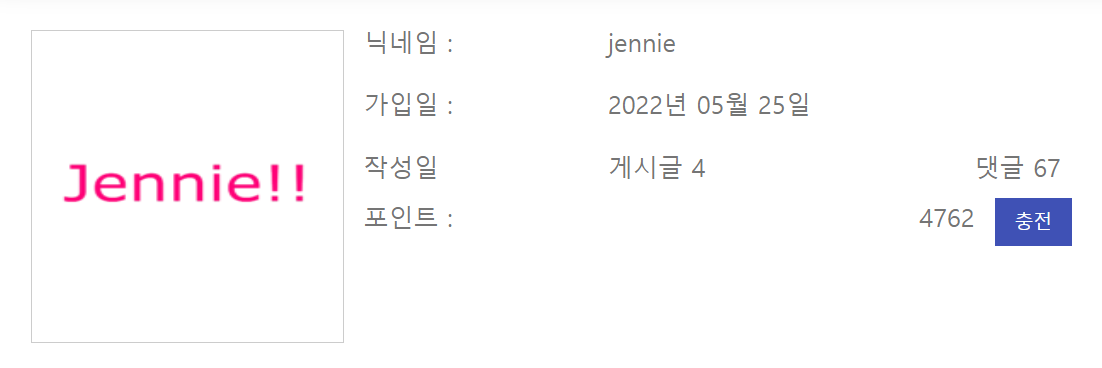 Jennie!!
닉네임 : jennie
가입일 : 2022년 05월 25일
작성일 게시글 4 댓글 67
포인트 : 4762 충전